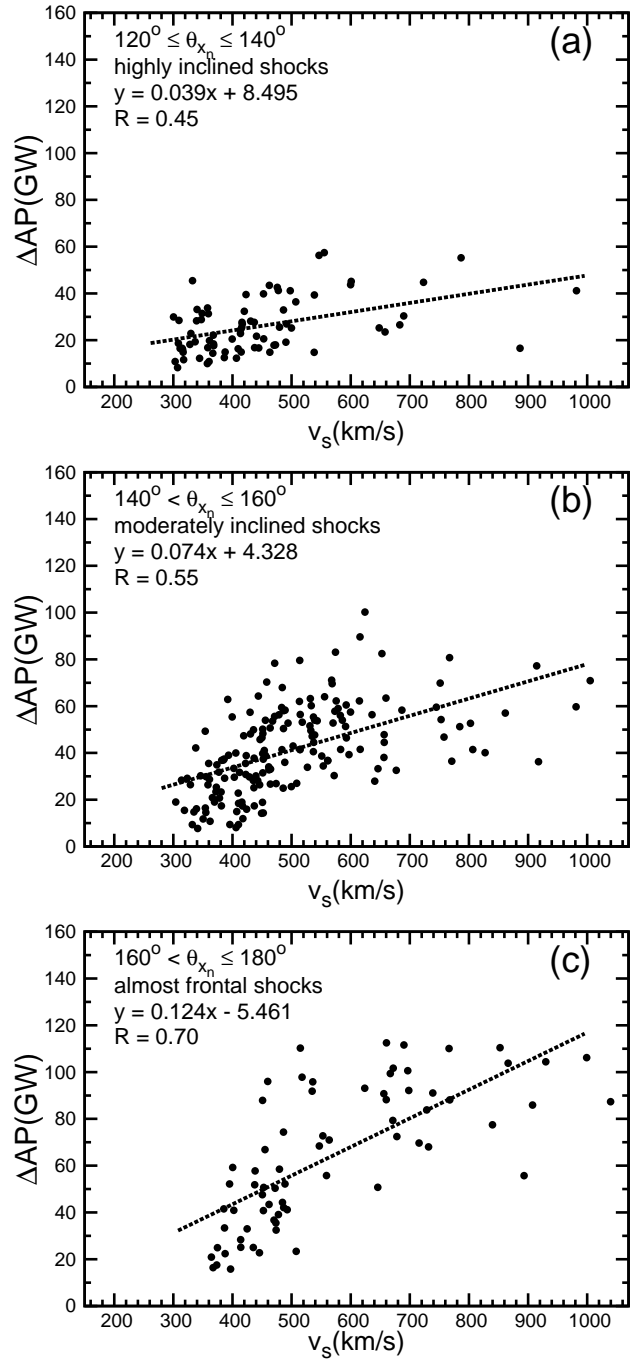 160
140
120
100
80
60
40
20
0
ΔAP(GW)
120° ≤ θxn ≤ 140°
highly inclined shocks
y = 0.039x + 8.495
R = 0.45
(a)
200 300 400 500 600 700 800 900 1000
vs(km/s)
160
140
120
100
80
60
40
20
0
ΔAP(GW)
140° < θxn ≤ 160°
moderately inclined shocks
y = 0.074x + 4.328
R = 0.55
(b)
200 300 400 500 600 700 800 900 1000
vs(km/s)
160
140
120
100
80
60
40
20
0
ΔAP(GW)
160° < θxn ≤ 180°
almost frontal shocks
y = 0.124x - 5.461
R = 0.70
(c)
200 300 400 500 600 700 800 900 1000
vs(km/s)